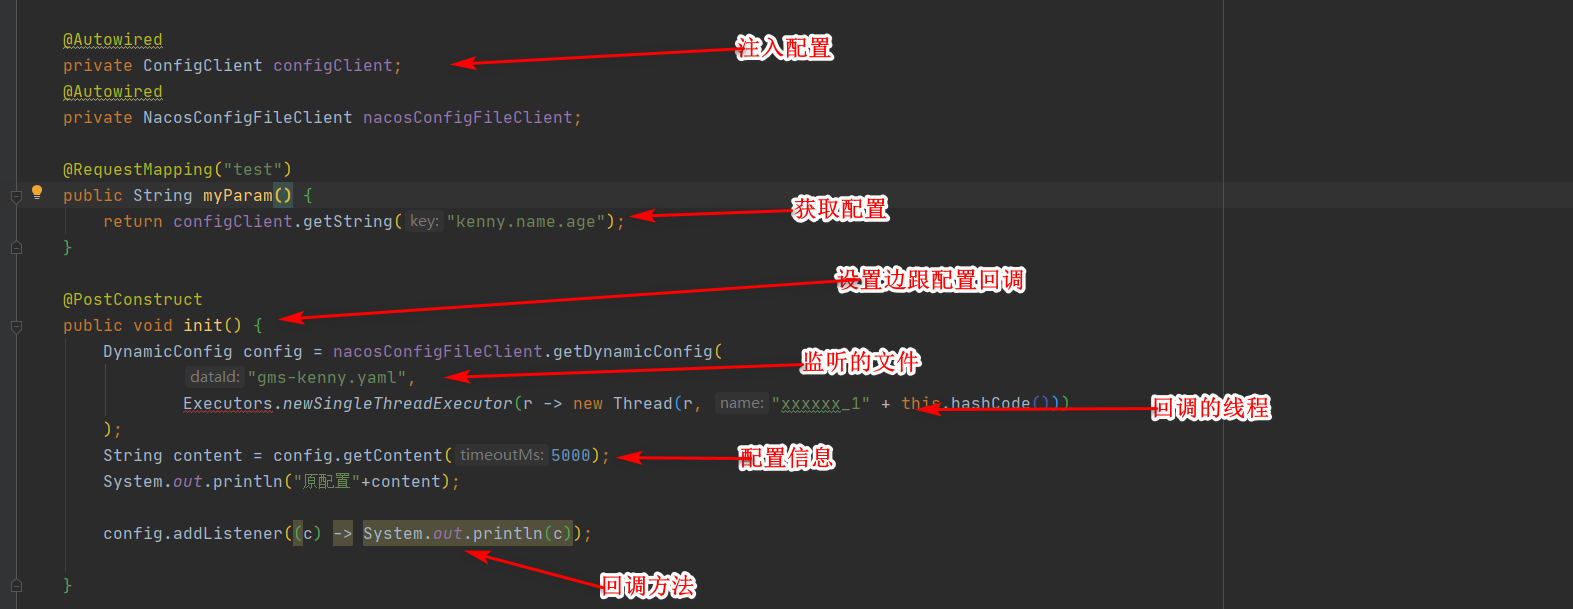 @Autowired
private ConfigClient configClient;
注入配置
@Autowired
private NacosConfigFileClient nacosConfigFileClient;
@RequestMapping("test")
public String myParam() {
return configClient.getString( key: "kenny.name.age");
获取配置
}
设置边跟配置回调
@PostConstruct
public void init() {
DynamicConfig config = nacosConfigFileClient.getDynamicConfig(
监听的文件
dataId: "gms-kenny.yaml",
Executors.newSingleThreadExecutor(r -> new Thread(r, name: "xxxxxx_1" + this.hashCode()))
回调的线程
);
String content = config.getContent( timeoutMs: 5000);
配置信息
System.out.println("原配置"+content);
config.addListener((c) -> System.out.println(c));
回调方法
}